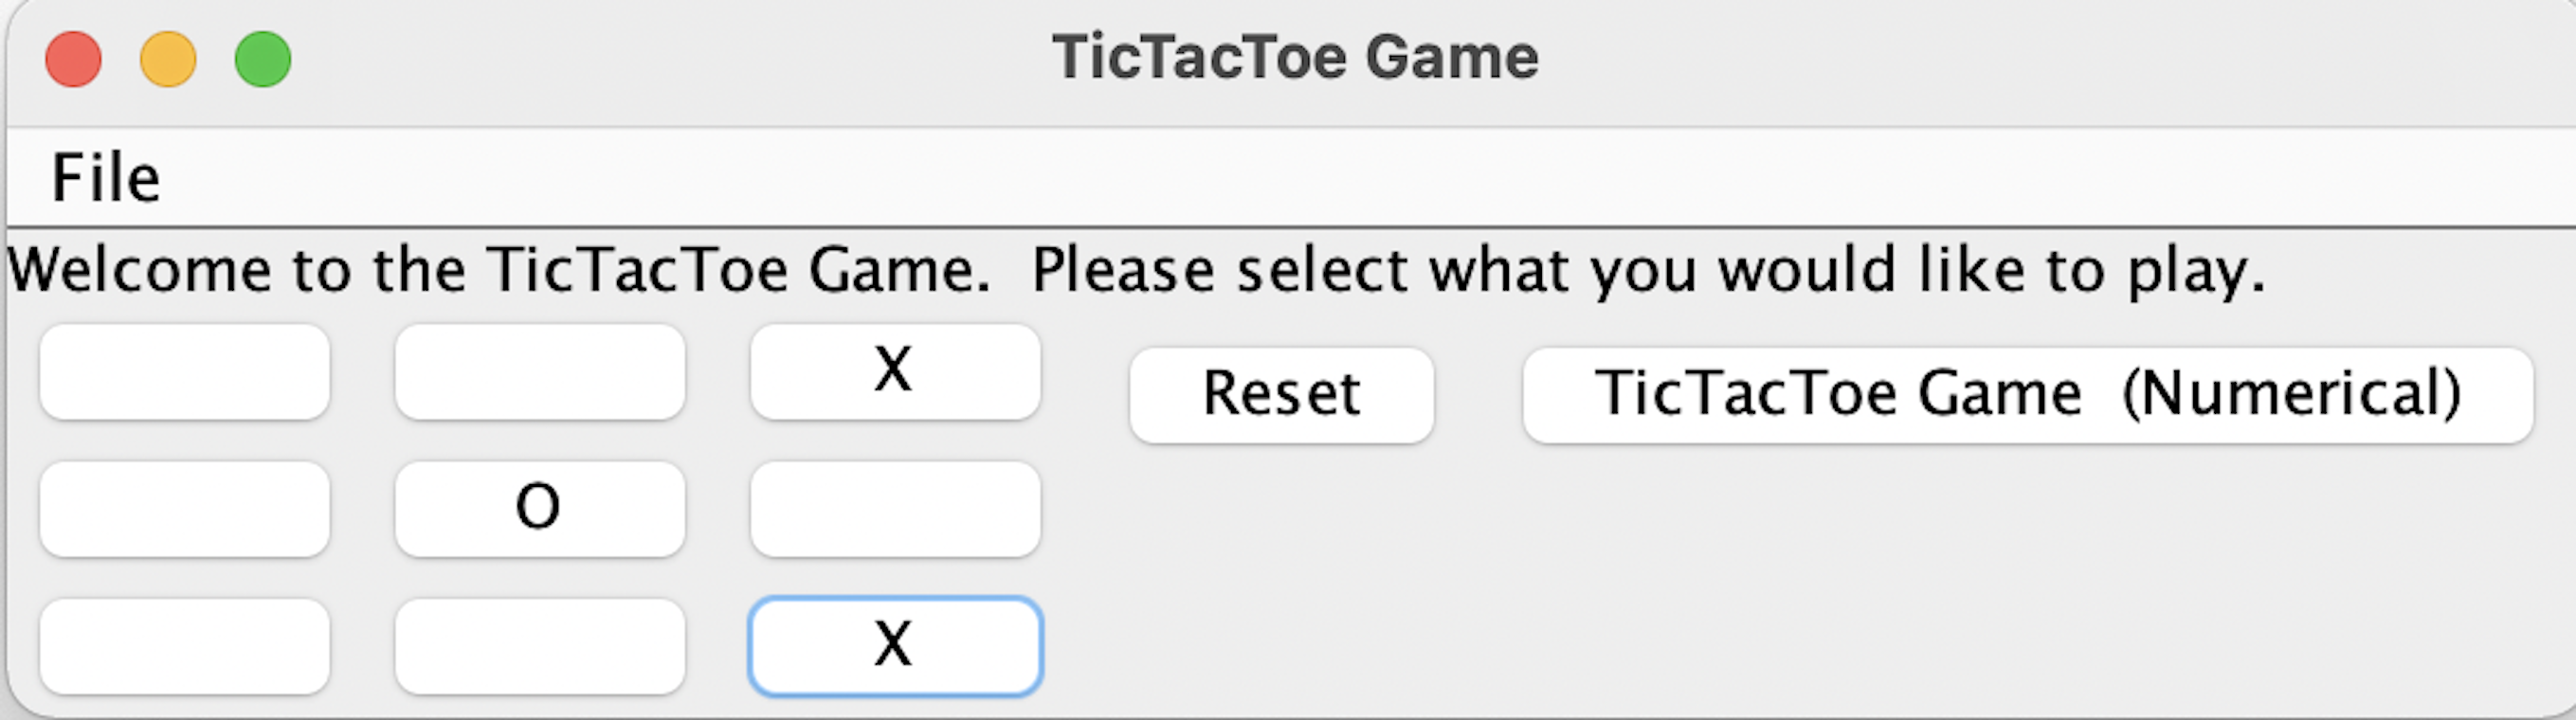 TicTacToe Game
File
Welcome to the TicTacToe Game.  Please select what you would like to play.
X
Reset
TicTacToe Game  (Numerical)
O
X